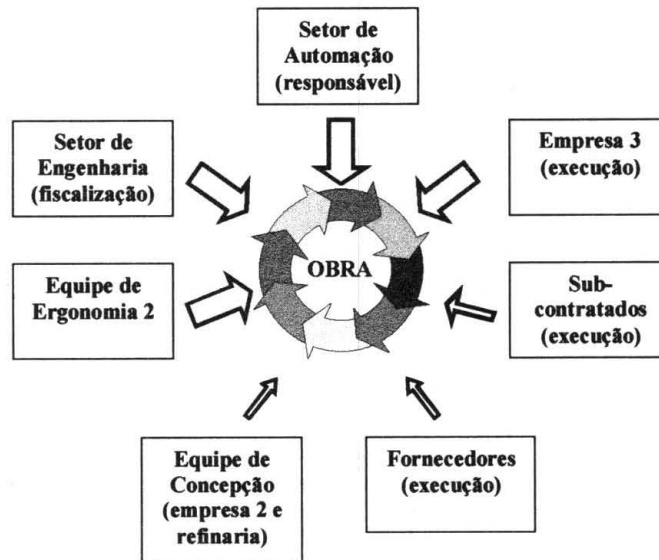 Setor de
Automação
(responsável)
Setor de
Engenharia
(fiscalização)
Empresa 3
(execução)
OBRA
Equipe de
Ergonomia 2
Sub-
contratados
(execução)
Equipe de
Concepção
(empresa 2 e
refinaria)
Fornecedores
(execução)